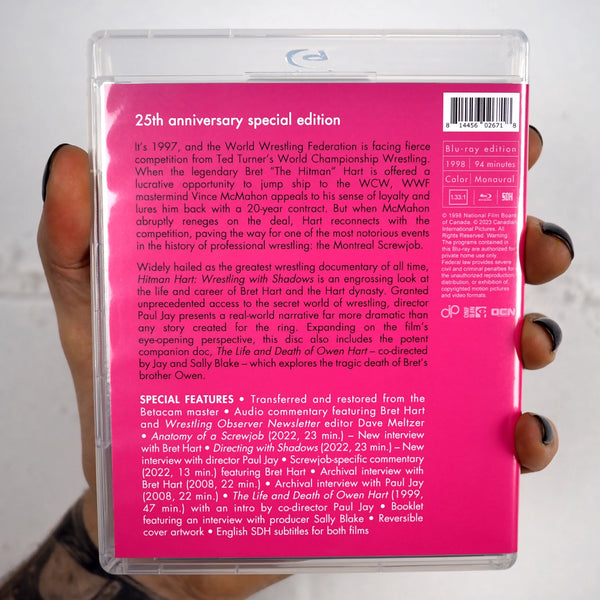 25th anniversary special edition
It's 1997, and the World Wrestling Federation is facing fierce
competition from Ted Turner's World Championship Wrestling.
When the legendary Bret "The Hitman" Hart is offered a
lucrative opportunity to jump ship to the WCW, WWF
mastermind Vince McMahon appeals to his sense of loyalty and
lures him back with a 20-year contract. But when McMahon
abruptly reneges on the deal, Hart reconnects with the
competition, paving the way for one of the most notorious events
in the history of professional wrestling: the Montreal Screwjob.
Widely hailed as the greatest wrestling documentary of all time,
Hitman Hart: Wrestling with Shadows is an engrossing look at
the life and career of Bret Hart and the Hart dynasty. Granted
unprecedented access to the secret world of wrestling, director
Paul Jay presents a real-world narrative far more dramatic than
any story created for the ring. Expanding on the film's
eye-opening perspective, this disc also includes the potent
companion doc, The Life and Death of Owen Hart – co-directed
by Jay and Sally Blake – which explores the tragic death of Bret's
brother Owen.
SPECIAL FEATURES • Transferred and restored from the
Betacam master • Audio commentary featuring Bret Hart
and Wrestling Observer Newsletter editor Dave Meltzer
• Anatomy of a Screwjob (2022, 23 min.) – New interview
with Bret Hart • Directing with Shadows (2022, 23 min.) – New
interview with director Paul Jay • Screwjob-specific commentary
(2022, 13 min.) featuring Bret Hart • Archival interview with
Bret Hart (2008, 22 min.) • Archival interview with Paul Jay
(2008, 22 min.) • The Life and Death of Owen Hart (1999,
47 min.) with an intro by co-director Paul Jay • Booklet
featuring an interview with producer Sally Blake • Reversible
cover artwork • English SDH subtitles for both films
8 14456 02671 8
Blu-ray edition
1998 94 minutes
Color Monaural
1.33:1 Blu-ray SDH
© 1998 National Film Board
of Canada. © 2023 Canadian
International Pictures. All
Rights Reserved. Warning:
The programs contained in
this Blu-ray are authorized for
private home use only.
Federal law provides severe
civil and criminal penalties for
the unauthorized reproduction,
distribution, or exhibition of
copyrighted motion pictures
and video formats.
OCN